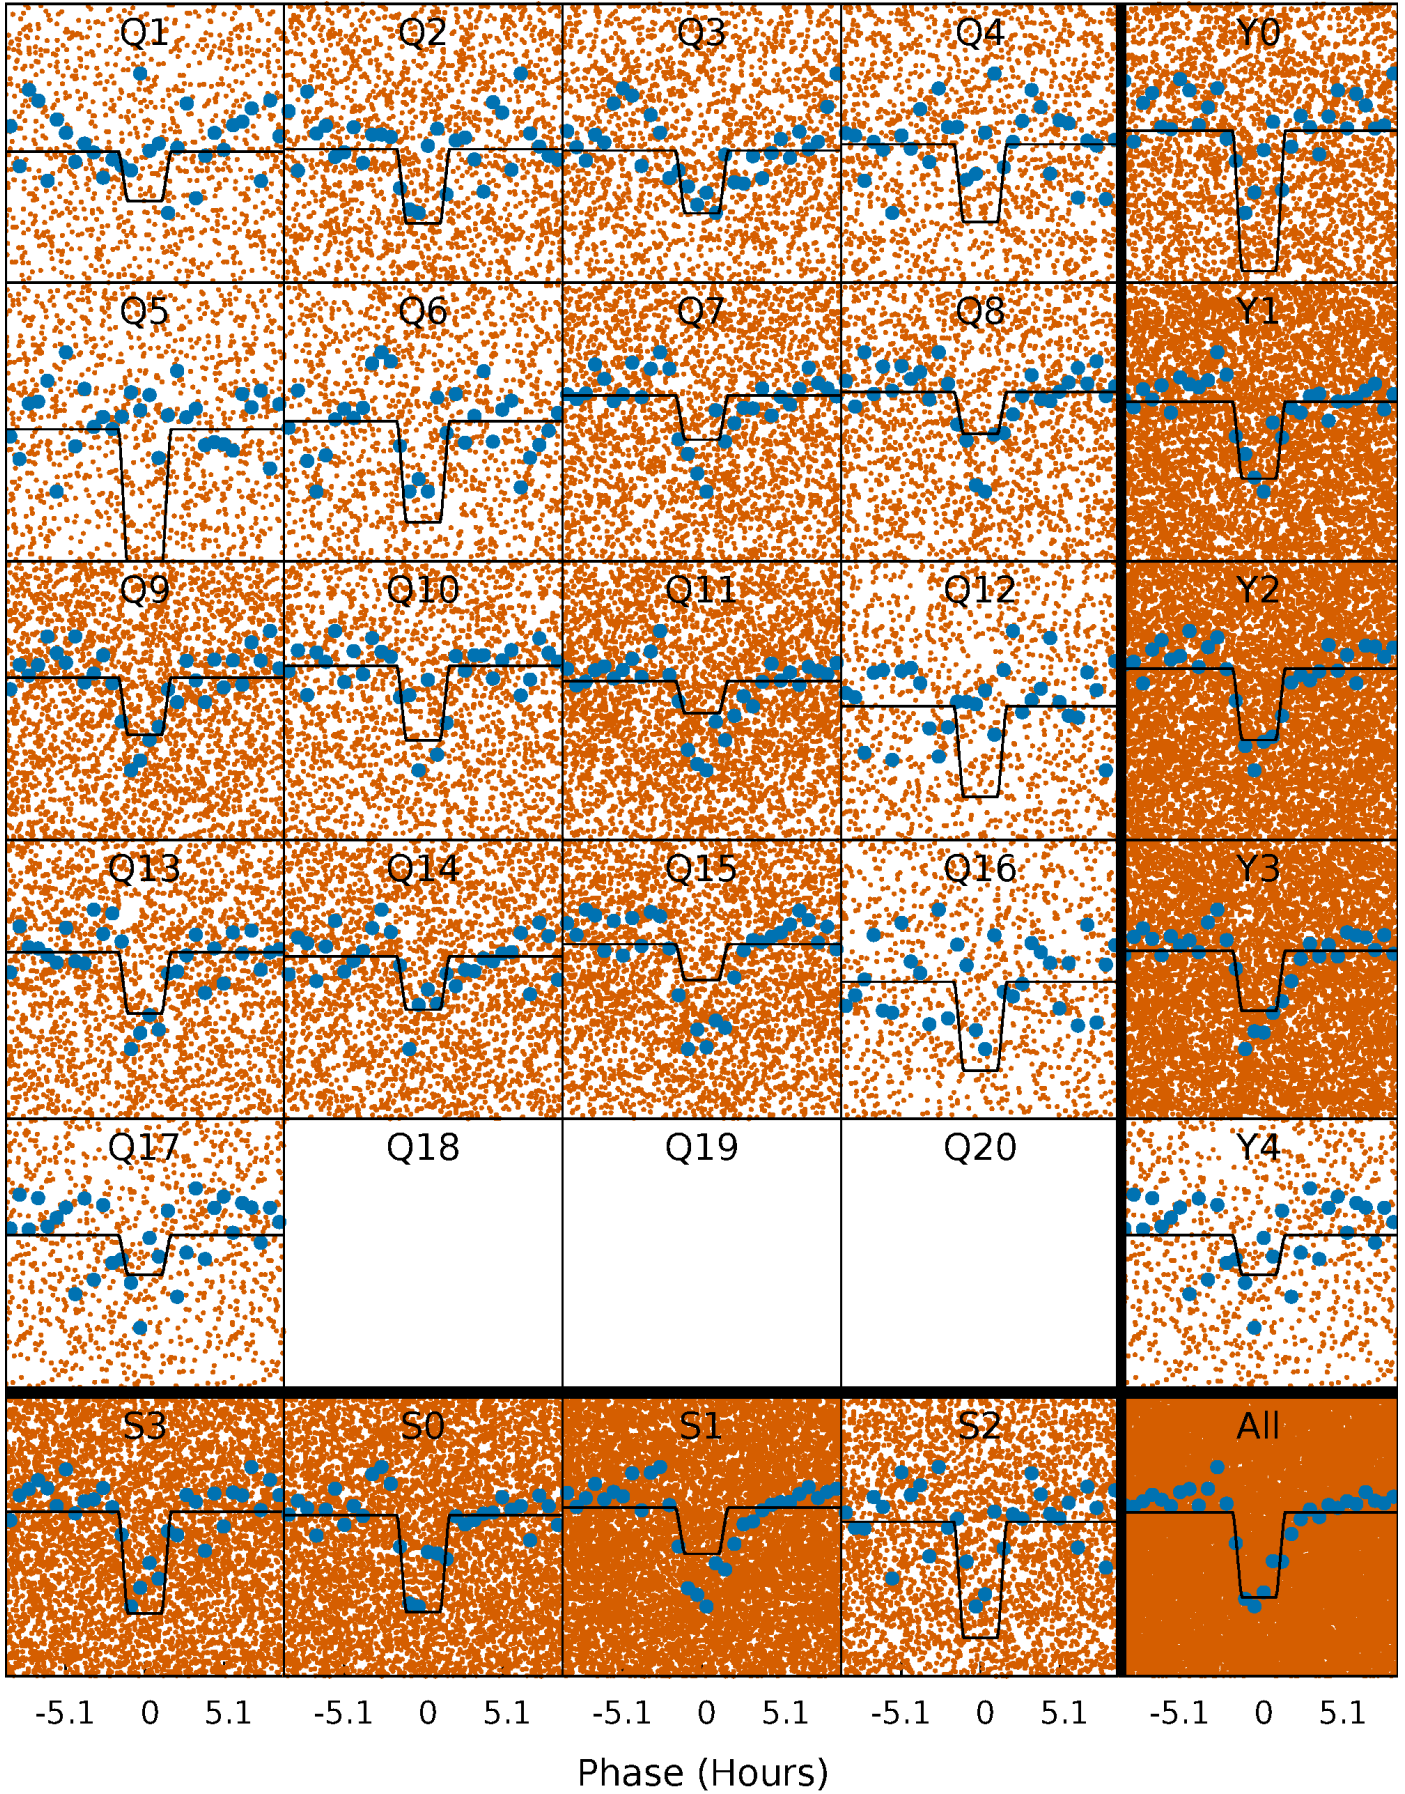 Q1 Q2 Q3 Q4 Y0
Q5 Q6 Q7 Q8 Y1
Q9 Q10 Q11 Q12 Y2
Q13 Q14 Q15 Q16 Y3
Q17 Q18 Q19 Q20 Y4
S3 S0 S1 S2 All
-5.1 0 5.1 -5.1 0 5.1 -5.1 0 5.1 -5.1 0 5.1 -5.1 0 5.1
Phase (Hours)